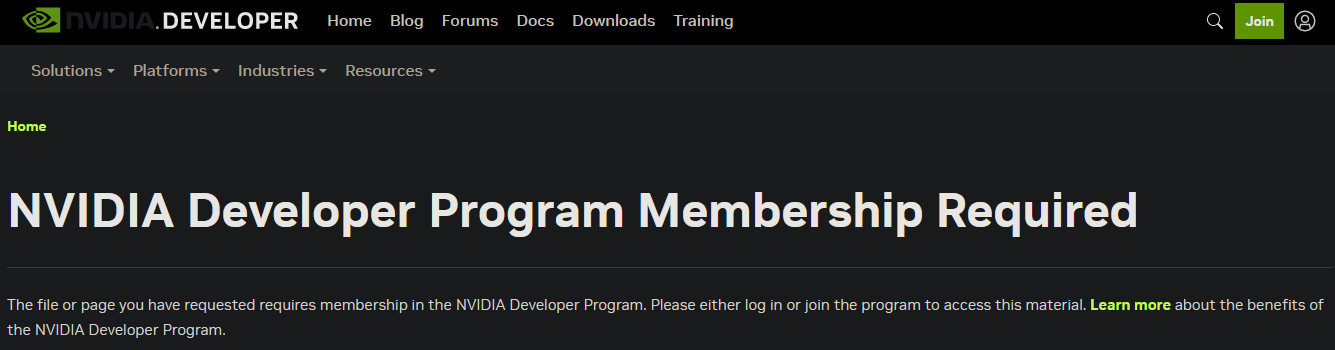 NVIDIA.DEVELOPER Home Blog Forums Docs Downloads Training Join
Solutions Platforms Industries Resources
Home
NVIDIA Developer Program Membership Required
The file or page you have requested requires membership in the NVIDIA Developer Program. Please either log in or join the program to access this material. Learn more about the benefits of
the NVIDIA Developer Program.